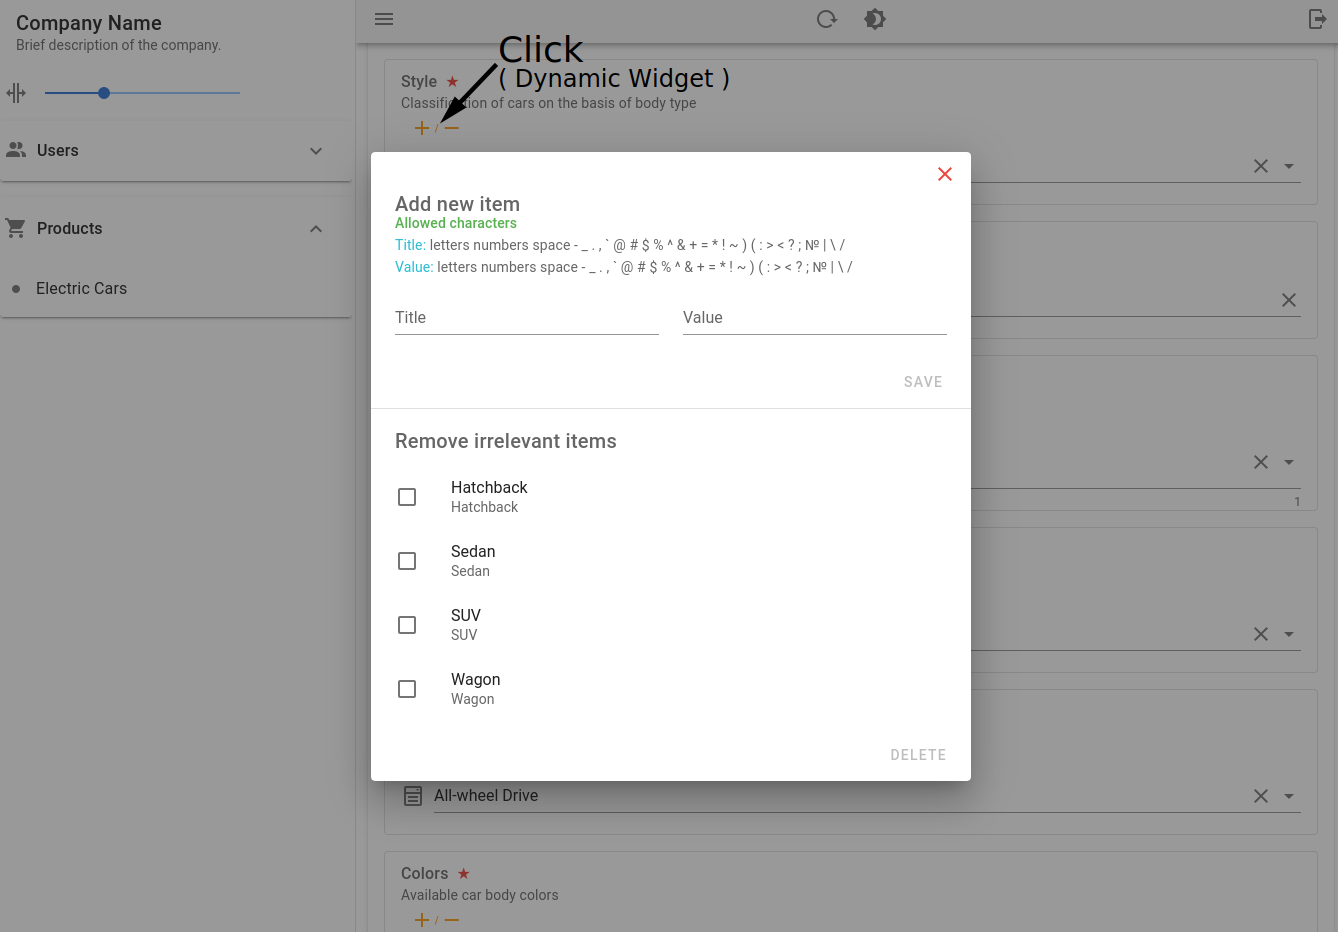 Company Name
Brief description of the company.
Click
( Dynamic Widget )
Style ★
Classification of cars on the basis of body type
+ / −
Users
Products
Electric Cars
Add new item
Allowed characters
Title: letters numbers space - _ . , ` @ # $ % ^ & + = * ! ~ ) ( : > < ? ; № | \ /
Value: letters numbers space - _ . , ` @ # $ % ^ & + = * ! ~ ) ( : > < ? ; № | \ /
Title Value
SAVE
Remove irrelevant items
Hatchback
Hatchback
Sedan
Sedan
SUV
SUV
Wagon
Wagon
DELETE
1
All-wheel Drive
Colors ★
Available car body colors
+ / −